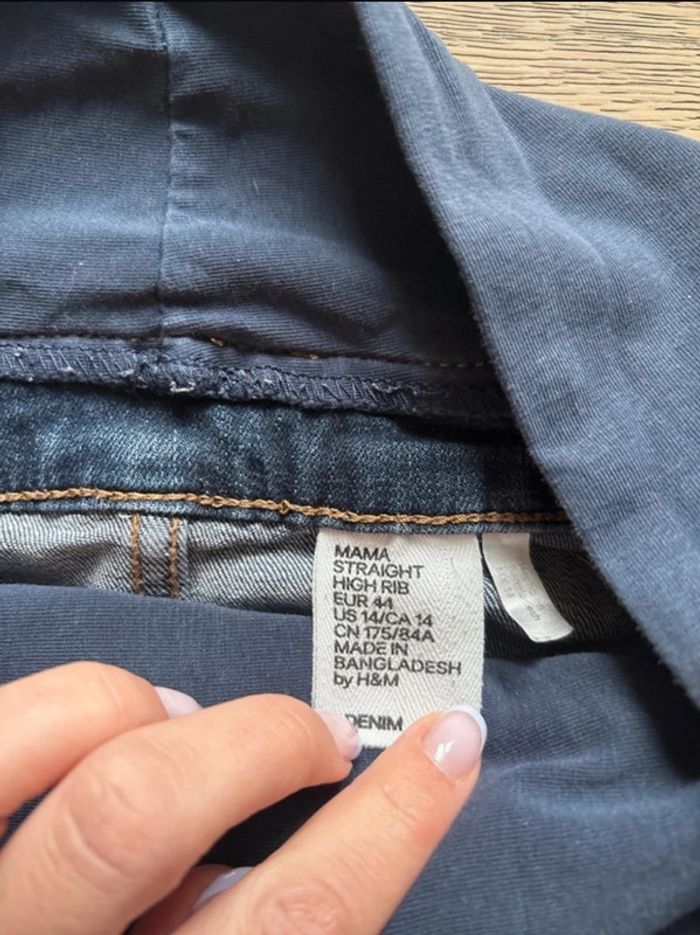 MAMA
STRAIGHT
HIGH RIB
EUR 44
US 14/CA 14
CN 175/84A
MADE IN
BANGLADESH
by H&M
DENIM